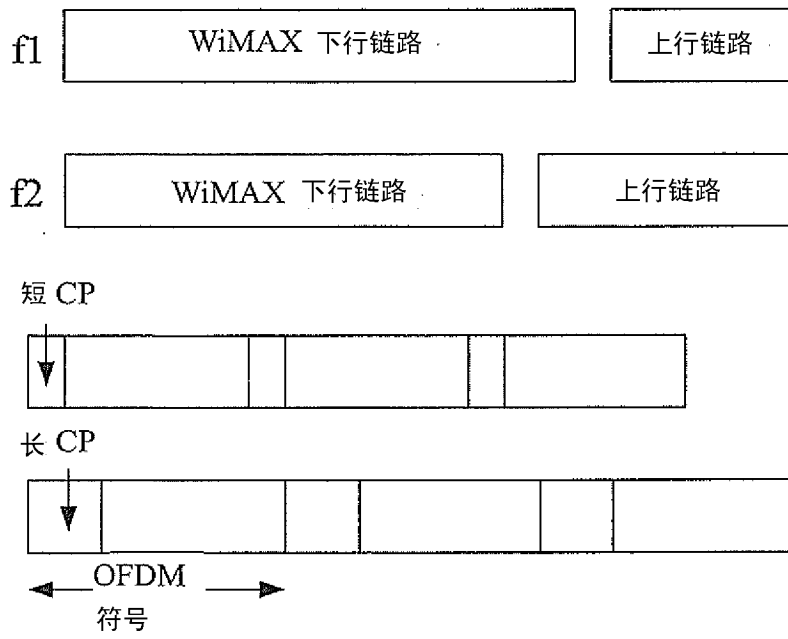 f1 WiMAX 下行链路 上行链路
f2 WiMAX 下行链路 上行链路
短 CP
长 CP
OFDM
符号